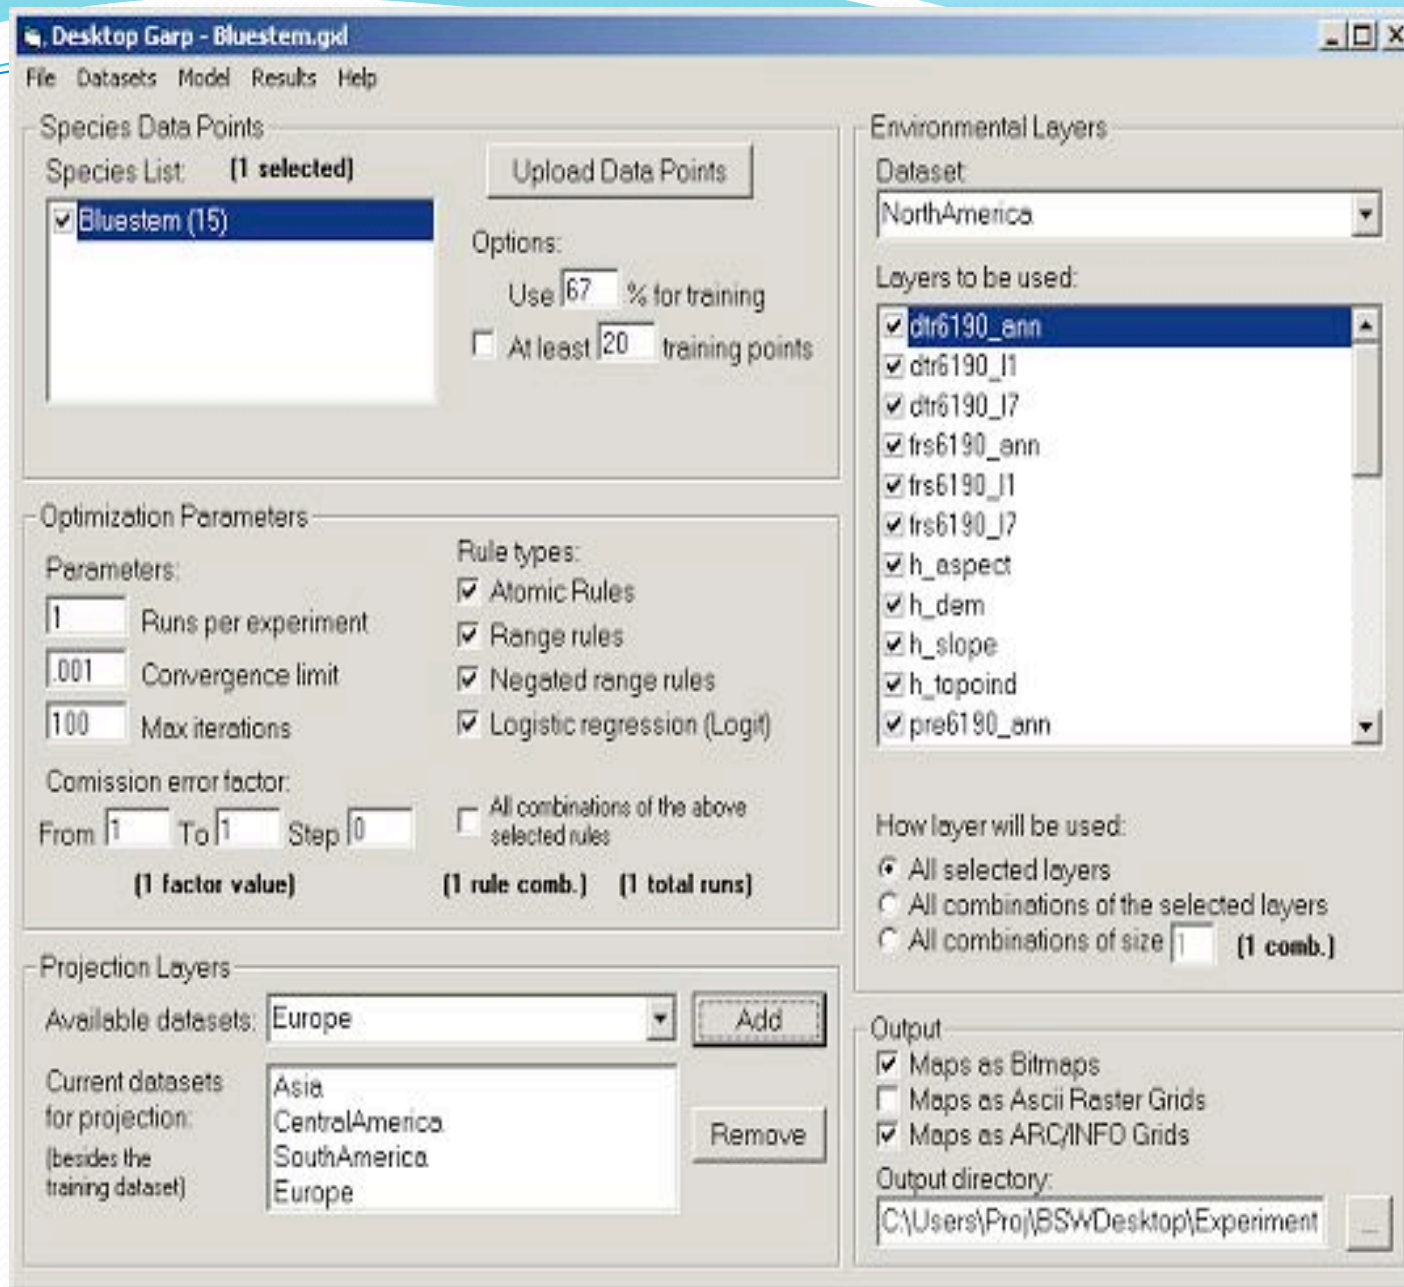 Desktop Garp - Bluestem.gxl
File Datasets Model Results Help
Species Data Points
Species List: (1 selected)
Upload Data Points
Bluestem (15)
Options:
Use 67 % for training
At least 20 training points
Optimization Parameters
Parameters:
1 Runs per experiment
.001 Convergence limit
100 Max iterations
Rule types:
Atomic Rules
Range rules
Negated range rules
Logistic regression (Logit)
Comission error factor:
From 1 To 1 Step 0
(1 factor value)
All combinations of the above
selected rules
(1 rule comb.) (1 total runs)
Projection Layers
Available datasets: Europe
Add
Current datasets
for projection:
(besides the
training dataset)
Asia
CentralAmerica
SouthAmerica
Europe
Remove
Environmental Layers
Dataset:
NorthAmerica
Layers to be used:
dtr6190_ann
dtr6190_l1
dtr6190_l7
frs6190_ann
frs6190_l1
frs6190_l7
h_aspect
h_dem
h_slope
h_topoind
pre6190_ann
How layer will be used:
All selected layers
All combinations of the selected layers
All combinations of size 1 (1 comb.)
Output
Maps as Bitmaps
Maps as Ascii Raster Grids
Maps as ARC/INFO Grids
Output directory:
C:\Users\Proj\BSWDesktop\Experiment
...